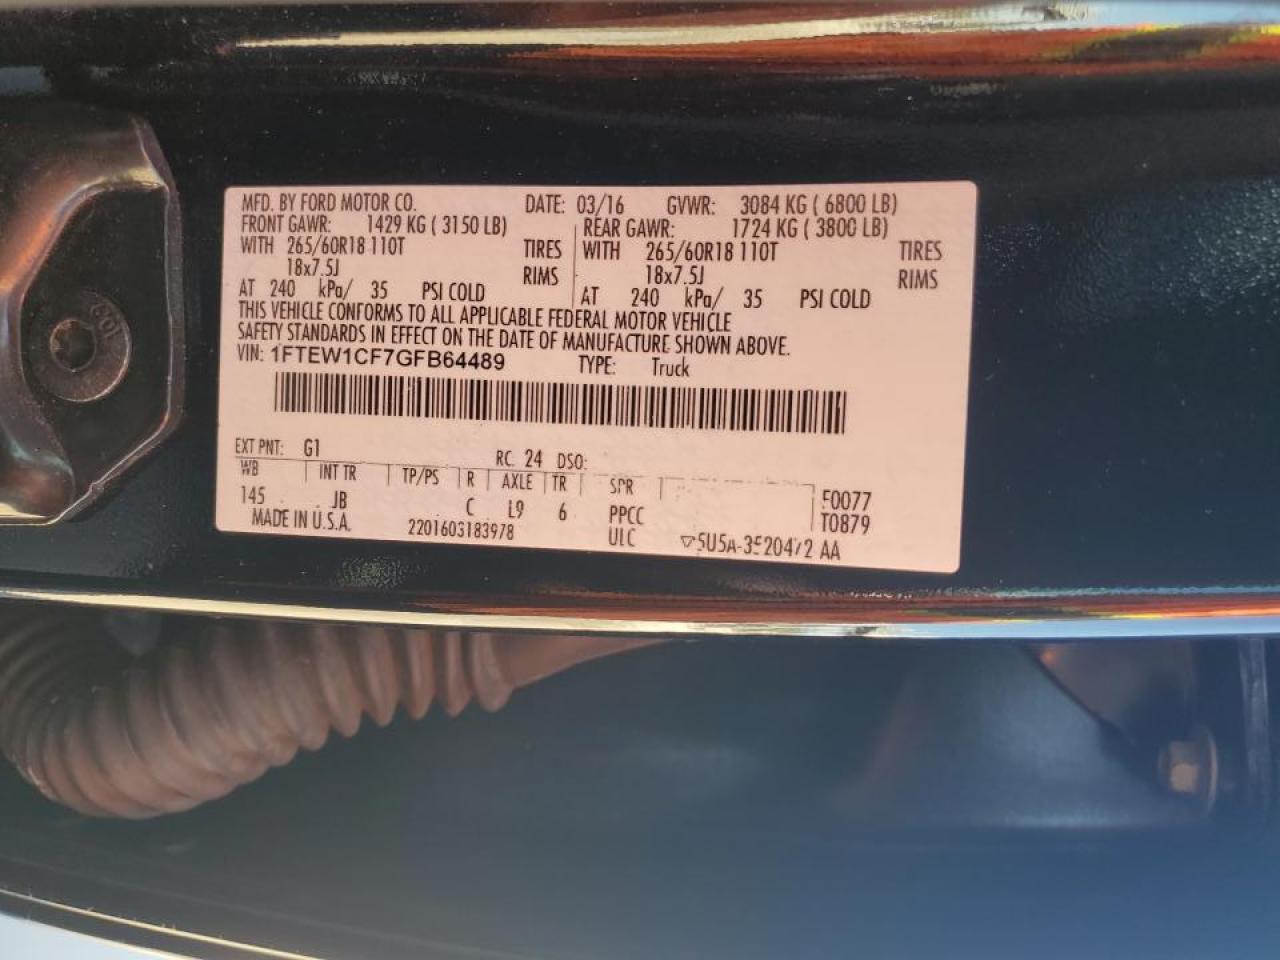 MFD. BY FORD MOTOR CO. DATE: 03/16 GVWR: 3084 KG ( 6800 LB)
FRONT GAWR: 1429 KG ( 3150 LB) REAR GAWR: 1724 KG ( 3800 LB)
WITH 265/60R18 110T TIRES WITH 265/60R18 110T TIRES
18x7.5J RIMS 18x7.5J RIMS
AT 240 kPa/ 35 PSI COLD AT 240 kPa/ 35 PSI COLD
THIS VEHICLE CONFORMS TO ALL APPLICABLE FEDERAL MOTOR VEHICLE
SAFETY STANDARDS IN EFFECT ON THE DATE OF MANUFACTURE SHOWN ABOVE.
VIN: 1FTEW1CF7GFB64489 TYPE: Truck
EXT PNT: G1 RC: 24 DSO:
WB INT TR TP/PS R AXLE TR SPR
145 JB C L9 6 PPCC F0077
MADE IN U.S.A. 2201603183978 ULC T0879
5U5A-3520472 AA